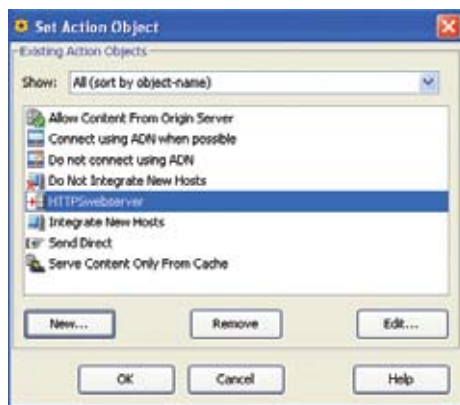 Set Action Object
Existing Action Objects
Show: All (sort by object-name)
Allow Content From Origin Server
Connect using ADN when possible
Do not connect using ADN
Do Not Integrate New Hosts
HTTPSwebserver
Integrate New Hosts
Send Direct
Serve Content Only From Cache
New... Remove Edit...
OK Cancel Help